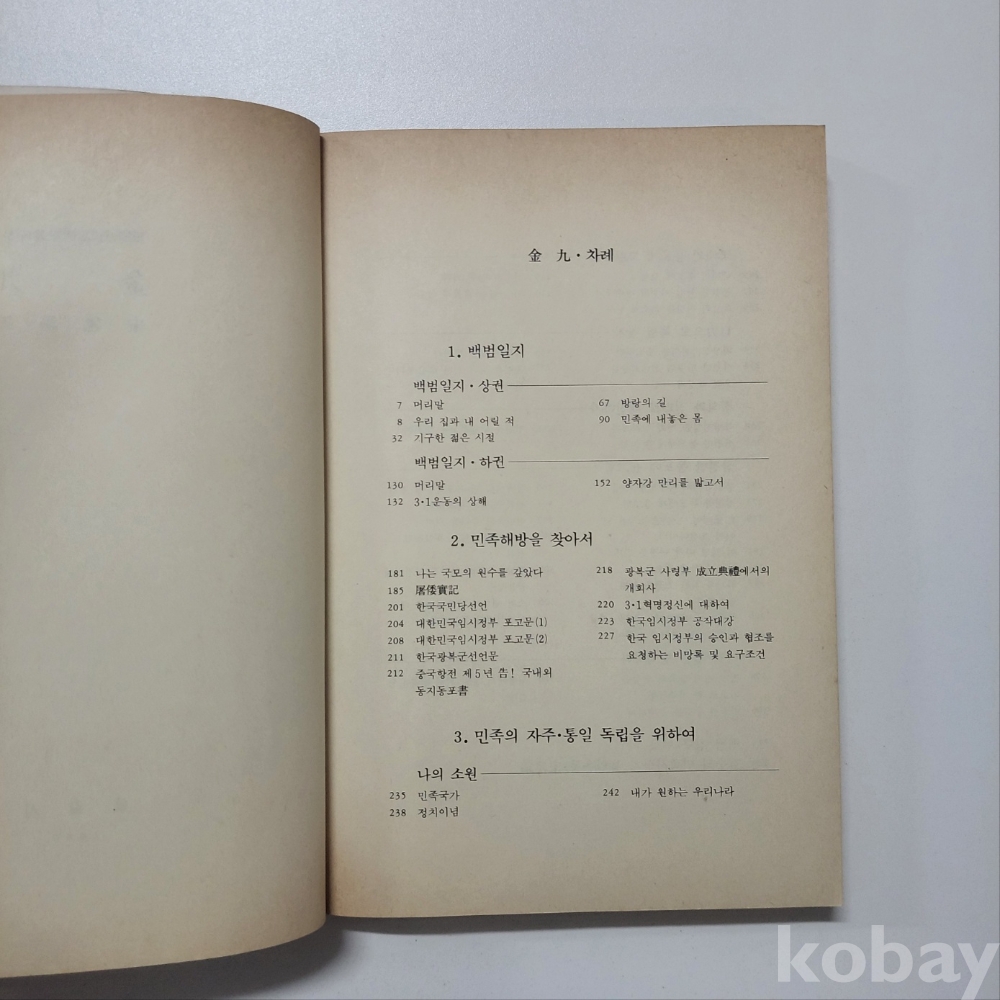 金 九·차례
1. 백범일지
백범일지·상권
7 머리말
8 우리 집과 내 어릴 적
32 기구한 젊은 시절
67 방랑의 길
90 민족에 내놓은 몸
백범일지·하권
130 머리말
132 3·1운동의 상해
152 양자강 만리를 밟고서
2. 민족해방을 찾아서
181 나는 국모의 원수를 갚았다
185 屠倭實記
201 한국국민당선언
204 대한민국임시정부 포고문(1)
208 대한민국임시정부 포고문(2)
211 한국광복군선언문
212 중국항전 제5년 告! 국내외
동지동포書
218 광복군 사령부 成立典禮에서의
개회사
220 3·1혁명정신에 대하여
223 한국임시정부 공작대강
227 한국 임시정부의 승인과 협조를
요청하는 비망록 및 요구조건
3. 민족의 자주·통일 독립을 위하여
나의 소원
235 민족국가
238 정치이념
242 내가 원하는 우리나라
kobay